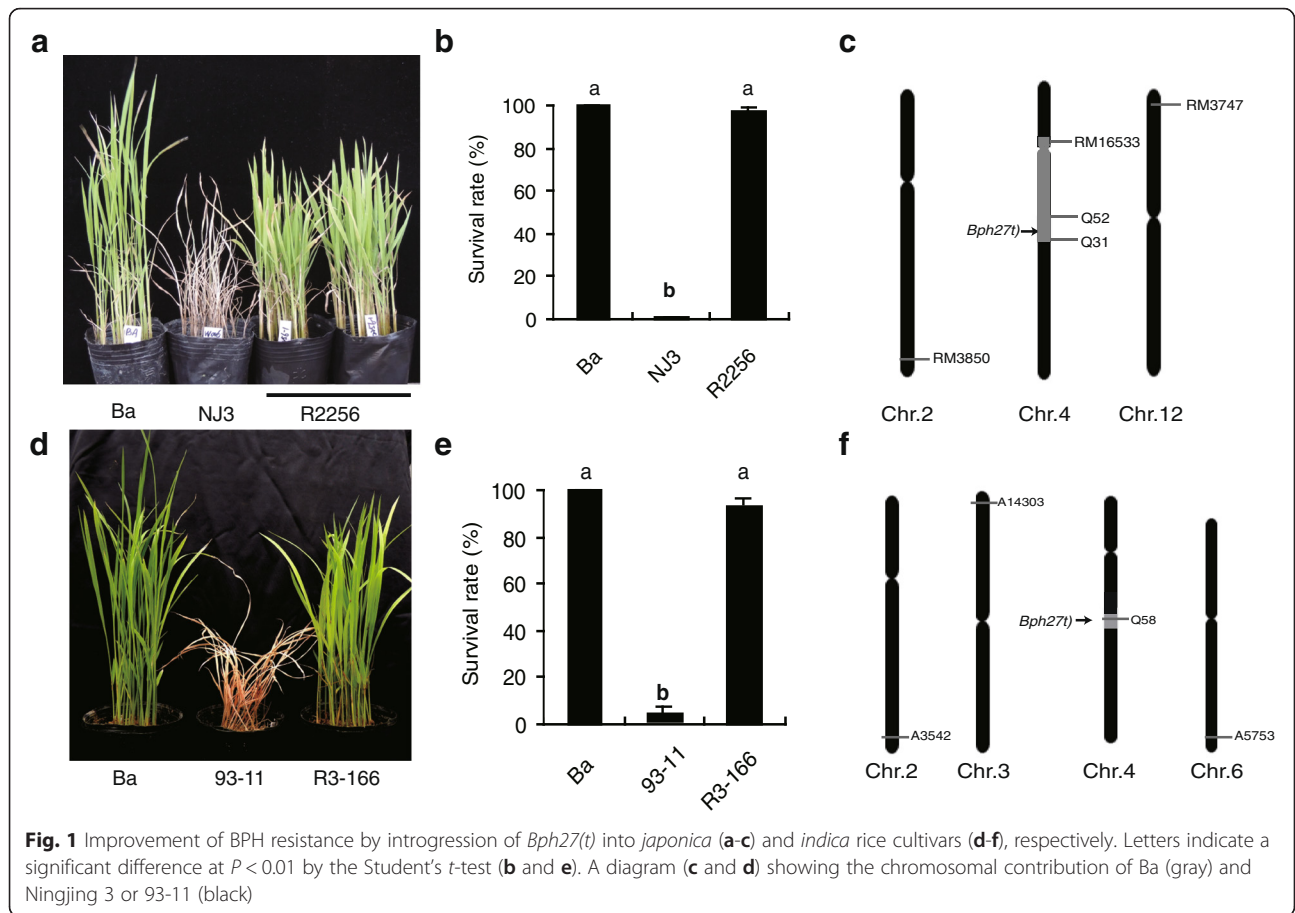 a
BA
Ba
NJ3
R2256
b
Survival rate (%)
100
80
60
40
20
0
a
b
a
Ba
NJ3
R2256
c
RM3850
Chr.2
RM16533
Q52
Bph27t)
Q31
Chr.4
RM3747
Chr.12
d
Ba
93-11
R3-166
e
Survival rate (%)
100
80
60
40
20
0
a
b
a
Ba
93-11
R3-166
f
A3542
Chr.2
A14303
Chr.3
Bph27t)
Q58
Chr.4
A5753
Chr.6
Fig. 1 Improvement of BPH resistance by introgression of Bph27(t) into japonica (a-c) and indica rice cultivars (d-f), respectively. Letters indicate a
significant difference at P < 0.01 by the Student's t-test (b and e). A diagram (c and d) showing the chromosomal contribution of Ba (gray) and
Ningjing 3 or 93-11 (black)